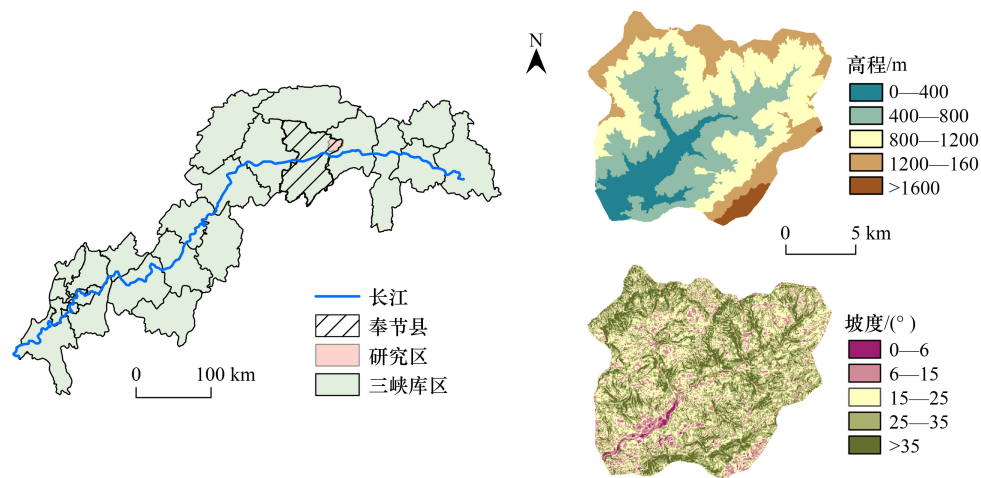 长江
奉节县
研究区
三峡库区
0 100 km
N
高程/m
0—400
400—800
800—1200
1200—160
>1600
0 5 km
坡度/(° )
0—6
6—15
15—25
25—35
>35